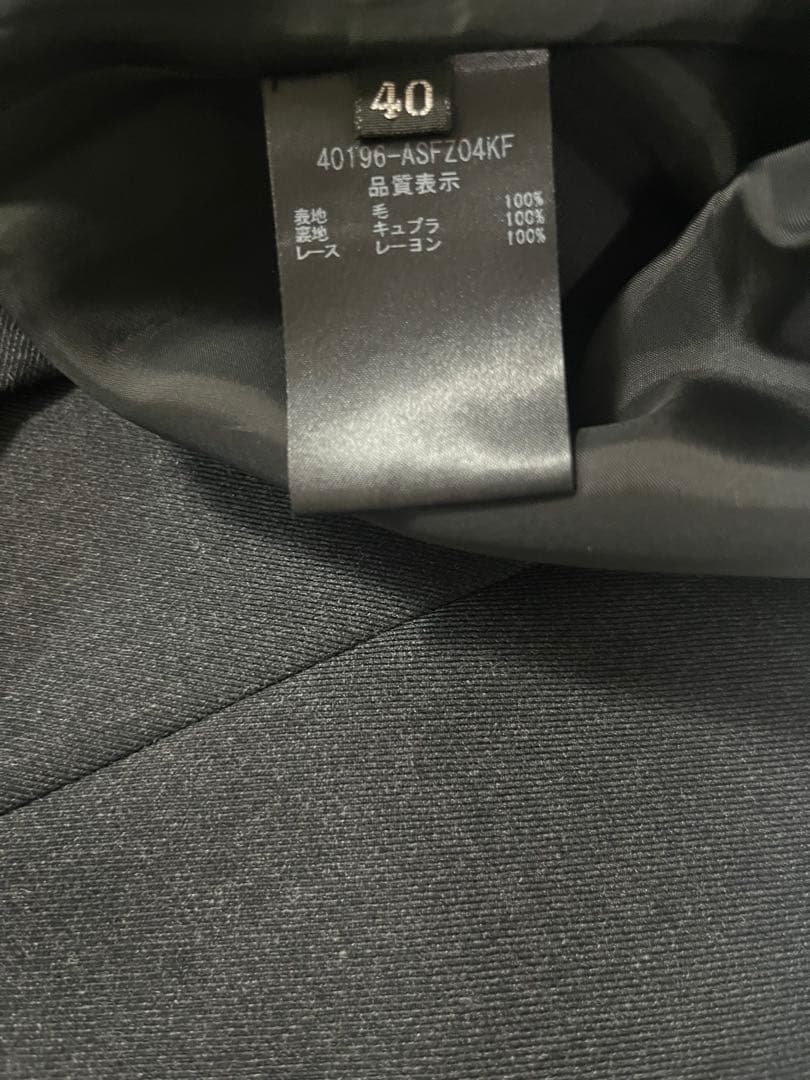 40
40196-ASFZ04KF
品質表示
表地 毛 100%
裏地 キュプラ 100%
レース レーヨン 100%